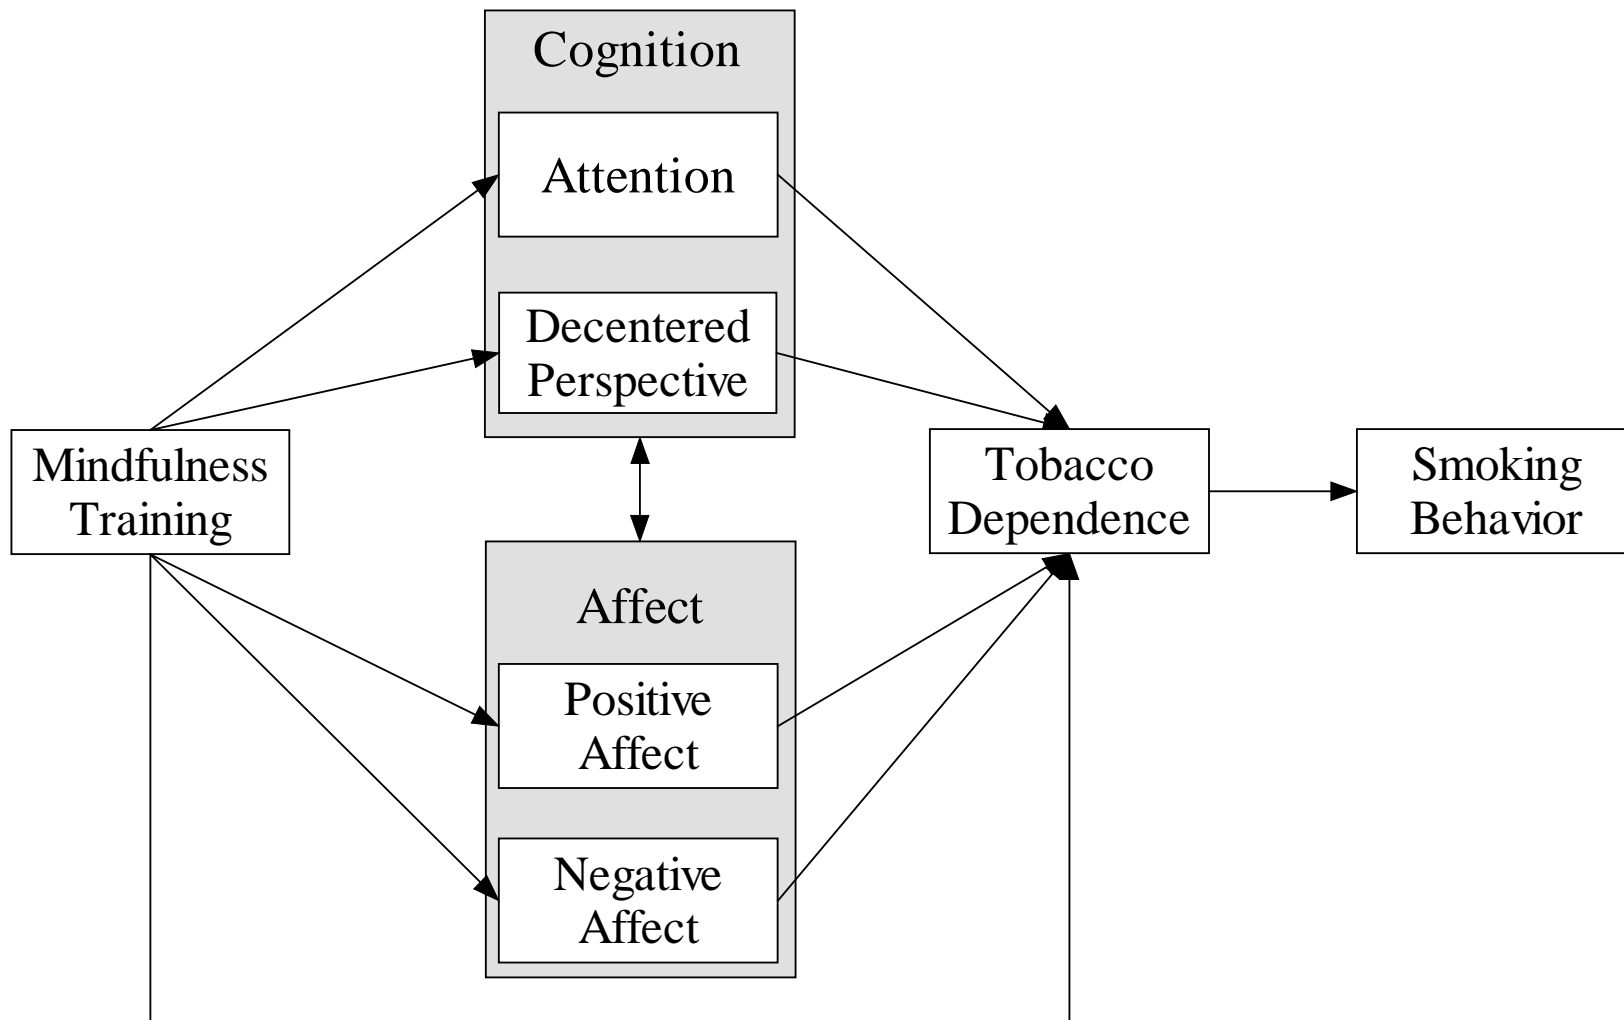 Cognition
Attention
Decentered
Perspective
Mindfulness
Training
Tobacco
Dependence
Smoking
Behavior
Affect
Positive
Affect
Negative
Affect